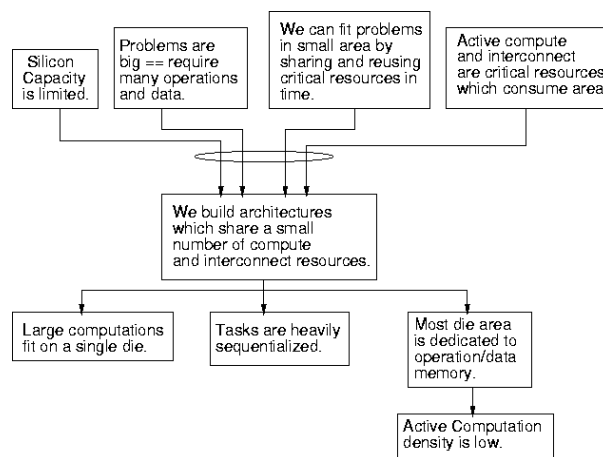 Silicon
Capacity
is limited.
Problems are
big == require
many operations
and data.
We can fit problems
in small area by
sharing and reusing
critical resources in
time.
Active compute
and interconnect
are critical resources
which consume area.
We build architectures
which share a small
number of compute
and interconnect resources.
Large computations
fit on a single die.
Tasks are heavily
sequentialized.
Most die area
is dedicated to
operation/data
memory.
Active Computation
density is low.